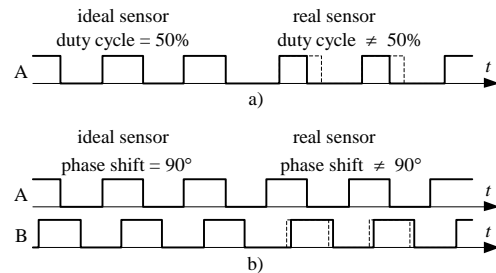 ideal sensor real sensor
duty cycle = 50% duty cycle ≠ 50%
A t
a)
ideal sensor real sensor
phase shift = 90° phase shift ≠ 90°
A t
B t
b)